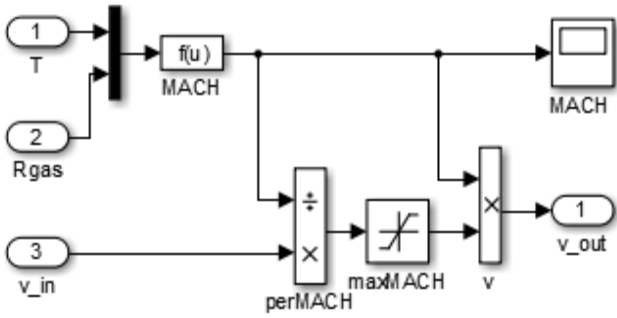 1
T
f(u)
MACH
MACH
2
Rgas
÷
×
×
1
v_out
3
v_in
perMACH
maxMACH
v